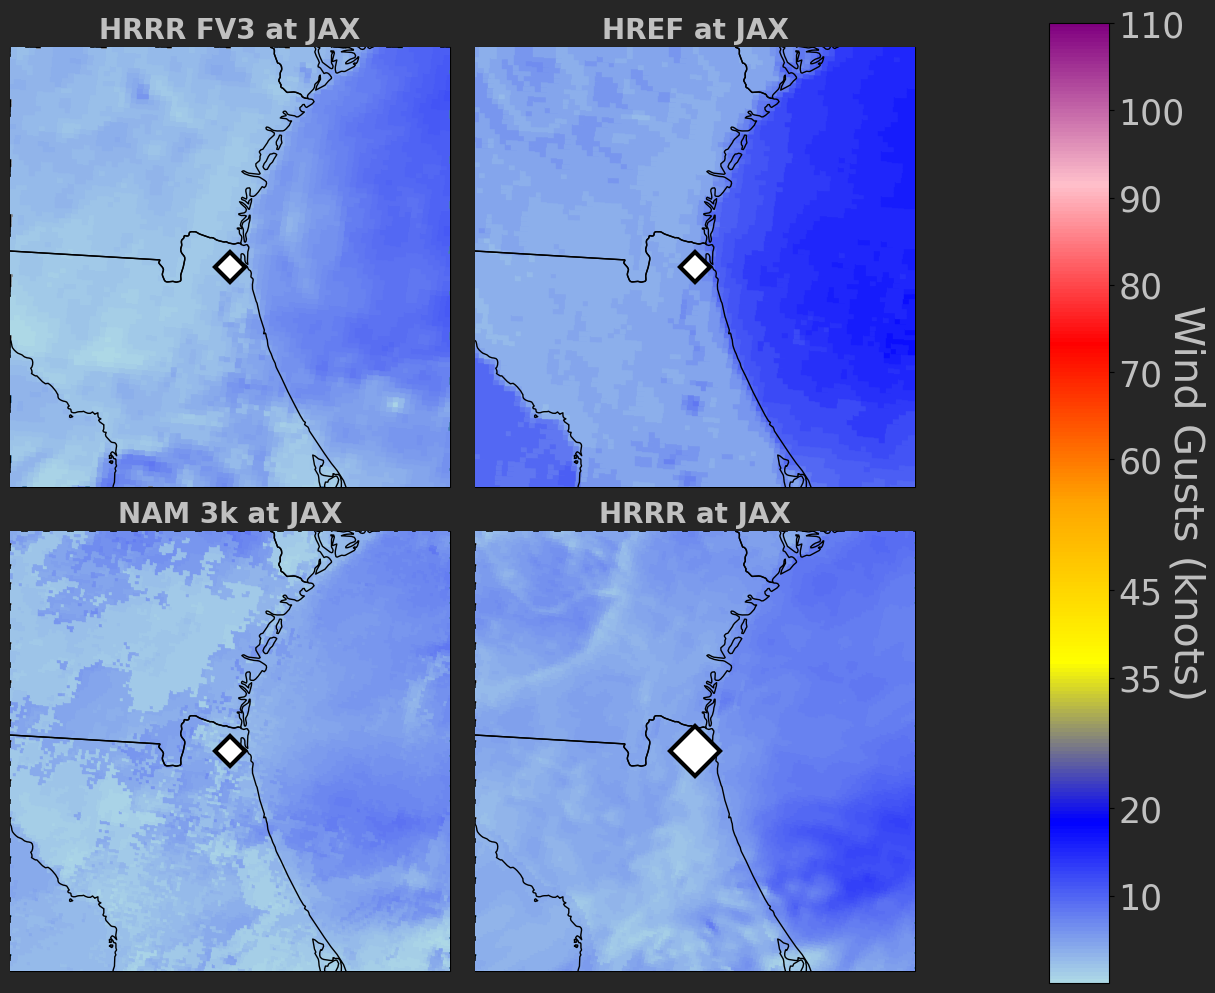 HRRR FV3 at JAX
HREF at JAX
NAM 3k at JAX
HRRR at JAX
110
100
90
80
70
60
45
35
20
10
Wind Gusts (knots)